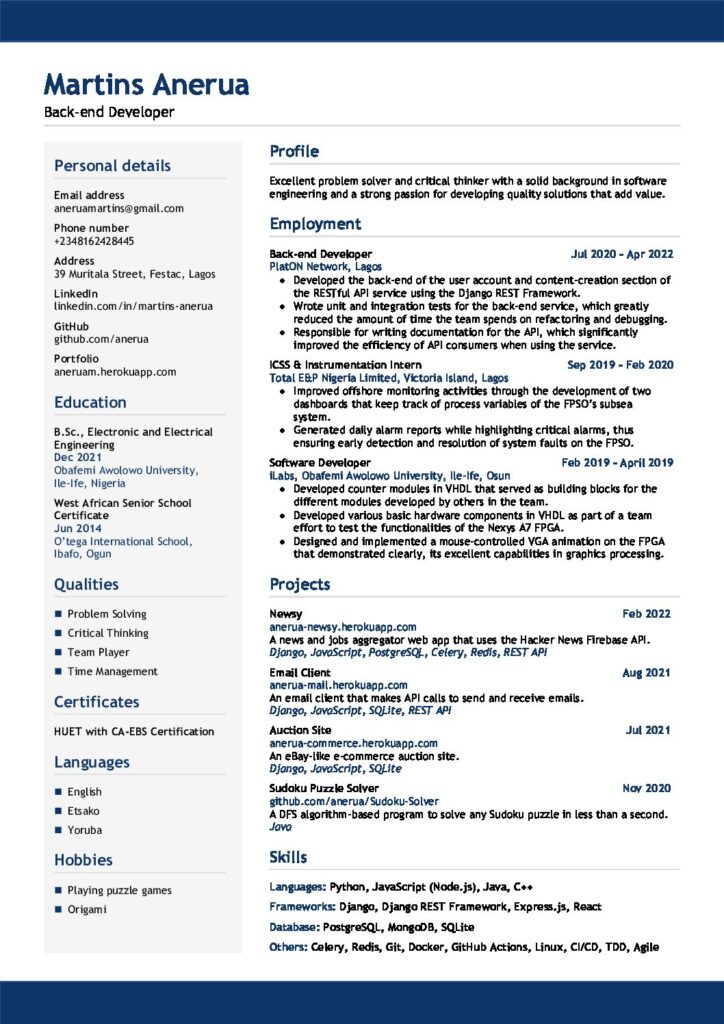 Martins Anerua
Back-end Developer
Personal details
Email address
aneruamartins@gmail.com
Phone number
+2348162428445
Address
39 Muritala Street, Festac, Lagos
LinkedIn
linkedin.com/in/martins-anerua
GitHub
github.com/anerua
Portfolio
aneruam.herokuapp.com
Education
B.Sc., Electronic and Electrical
Engineering
Dec 2021
Obafemi Awolowo University,
Ile-Ife, Nigeria
West African Senior School
Certificate
Jun 2014
O'tega International School,
Ibafo, Ogun
Qualities
Problem Solving
Critical Thinking
Team Player
Time Management
Certificates
HUET with CA-EBS Certification
Languages
English
Etsako
Yoruba
Hobbies
Playing puzzle games
Origami
Profile
Excellent problem solver and critical thinker with a solid background in software
engineering and a strong passion for developing quality solutions that add value.
Employment
Back-end Developer Jul 2020 - Apr 2022
PlatON Network, Lagos
• Developed the back-end of the user account and content-creation section of
the RESTful API service using the Django REST Framework.
• Wrote unit and integration tests for the back-end service, which greatly
reduced the amount of time the team spends on refactoring and debugging.
• Responsible for writing documentation for the API, which significantly
improved the efficiency of API consumers when using the service.
ICSS & Instrumentation Intern Sep 2019 - Feb 2020
Total E&P Nigeria Limited, Victoria Island, Lagos
• Improved offshore monitoring activities through the development of two
dashboards that keep track of process variables of the FPSO's subsea
system.
• Generated daily alarm reports while highlighting critical alarms, thus
ensuring early detection and resolution of system faults on the FPSO.
Software Developer Feb 2019 - April 2019
iLabs, Obafemi Awolowo University, Ile-Ife, Osun
• Developed counter modules in VHDL that served as building blocks for the
different modules developed by others in the team.
• Developed various basic hardware components in VHDL as part of a team
effort to test the functionalities of the Nexys A7 FPGA.
• Designed and implemented a mouse-controlled VGA animation on the FPGA
that demonstrated clearly, its excellent capabilities in graphics processing.
Projects
Newsy Feb 2022
anerua-newsy.herokuapp.com
A news and jobs aggregator web app that uses the Hacker News Firebase API.
Django, JavaScript, PostgreSQL, Celery, Redis, REST API
Email Client Aug 2021
anerua-mail.herokuapp.com
An email client that makes API calls to send and receive emails.
Django, JavaScript, SQLite, REST API
Auction Site Jul 2021
anerua-commerce.herokuapp.com
An eBay-like e-commerce auction site.
Django, JavaScript, SQLite
Sudoku Puzzle Solver Nov 2020
github.com/anerua/Sudoku-Solver
A DFS algorithm-based program to solve any Sudoku puzzle in less than a second.
Java
Skills
Languages: Python, JavaScript (Node.js), Java, C++
Frameworks: Django, Django REST Framework, Express.js, React
Database: PostgreSQL, MongoDB, SQLite
Others: Celery, Redis, Git, Docker, GitHub Actions, Linux, CI/CD, TDD, Agile